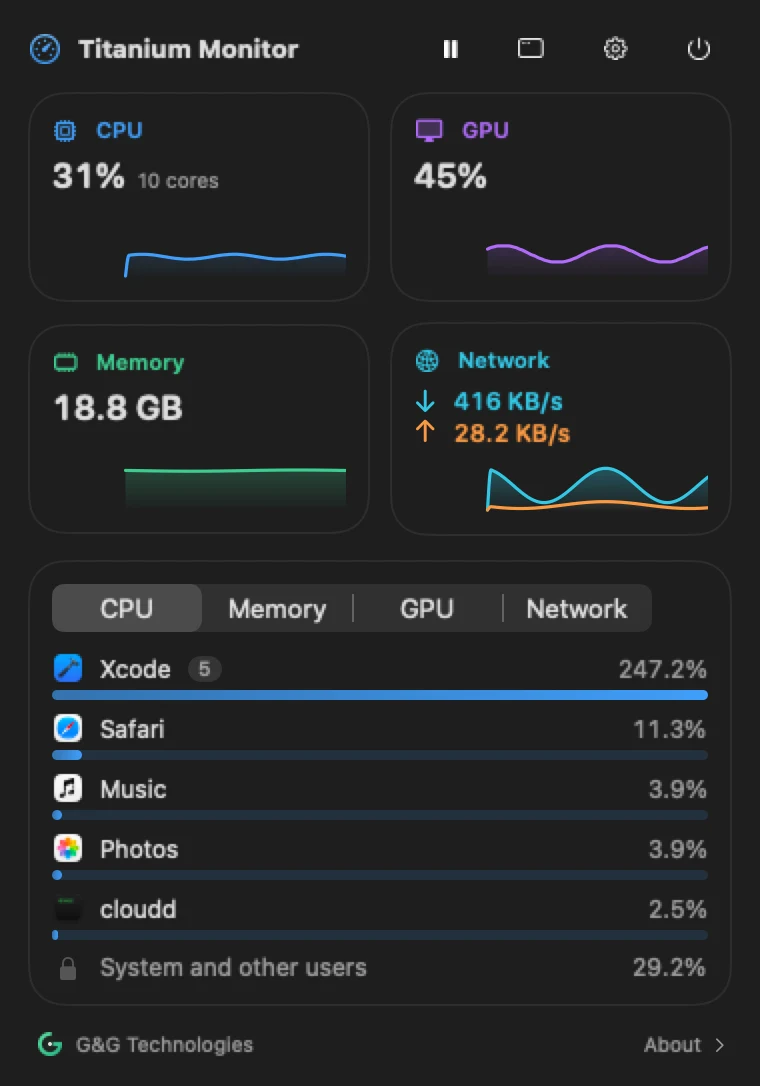 Titanium Monitor
CPU
31% 10 cores
GPU
45%
Memory
18.8 GB
Network
416 KB/s
28.2 KB/s
CPU Memory GPU Network
Xcode 5 247.2%
Safari 11.3%
Music 3.9%
Photos 3.9%
cloudd 2.5%
System and other users 29.2%
G&G Technologies About